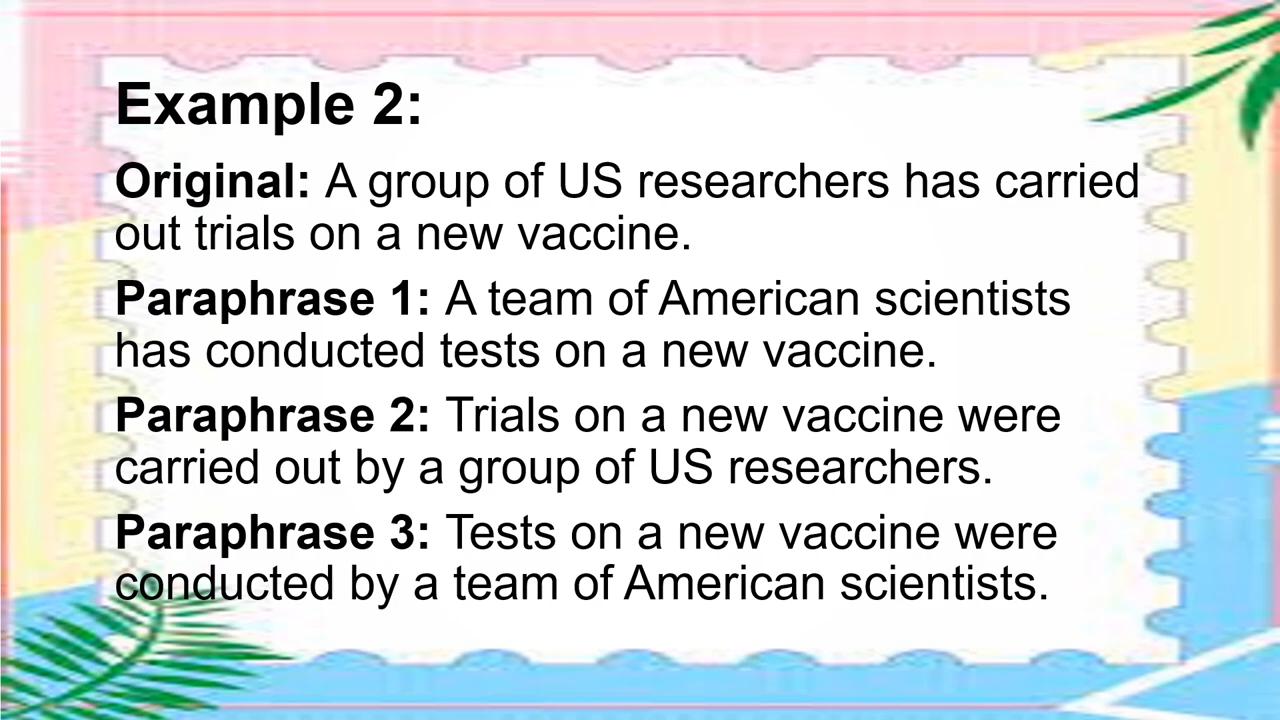 Example 2:
Original: A group of US researchers has carried
out trials on a new vaccine.
Paraphrase 1: A team of American scientists
has conducted tests on a new vaccine.
Paraphrase 2: Trials on a new vaccine were
carried out by a group of US researchers.
Paraphrase 3: Tests on a new vaccine were
conducted by a team of American scientists.